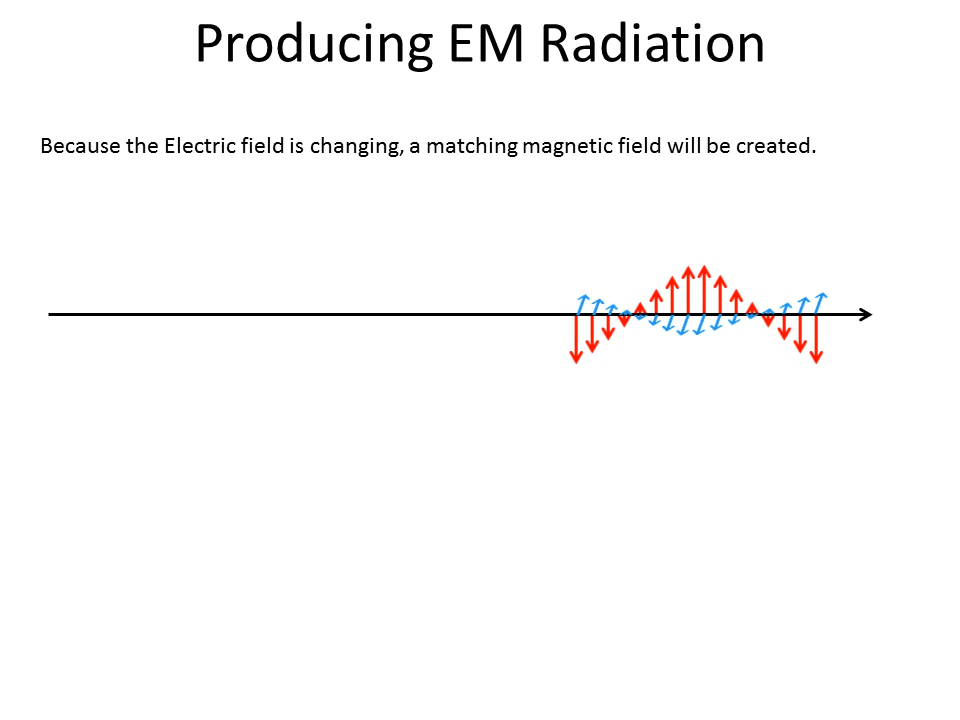 Producing EM Radiation
Because the Electric field is changing, a matching magnetic field will be created.